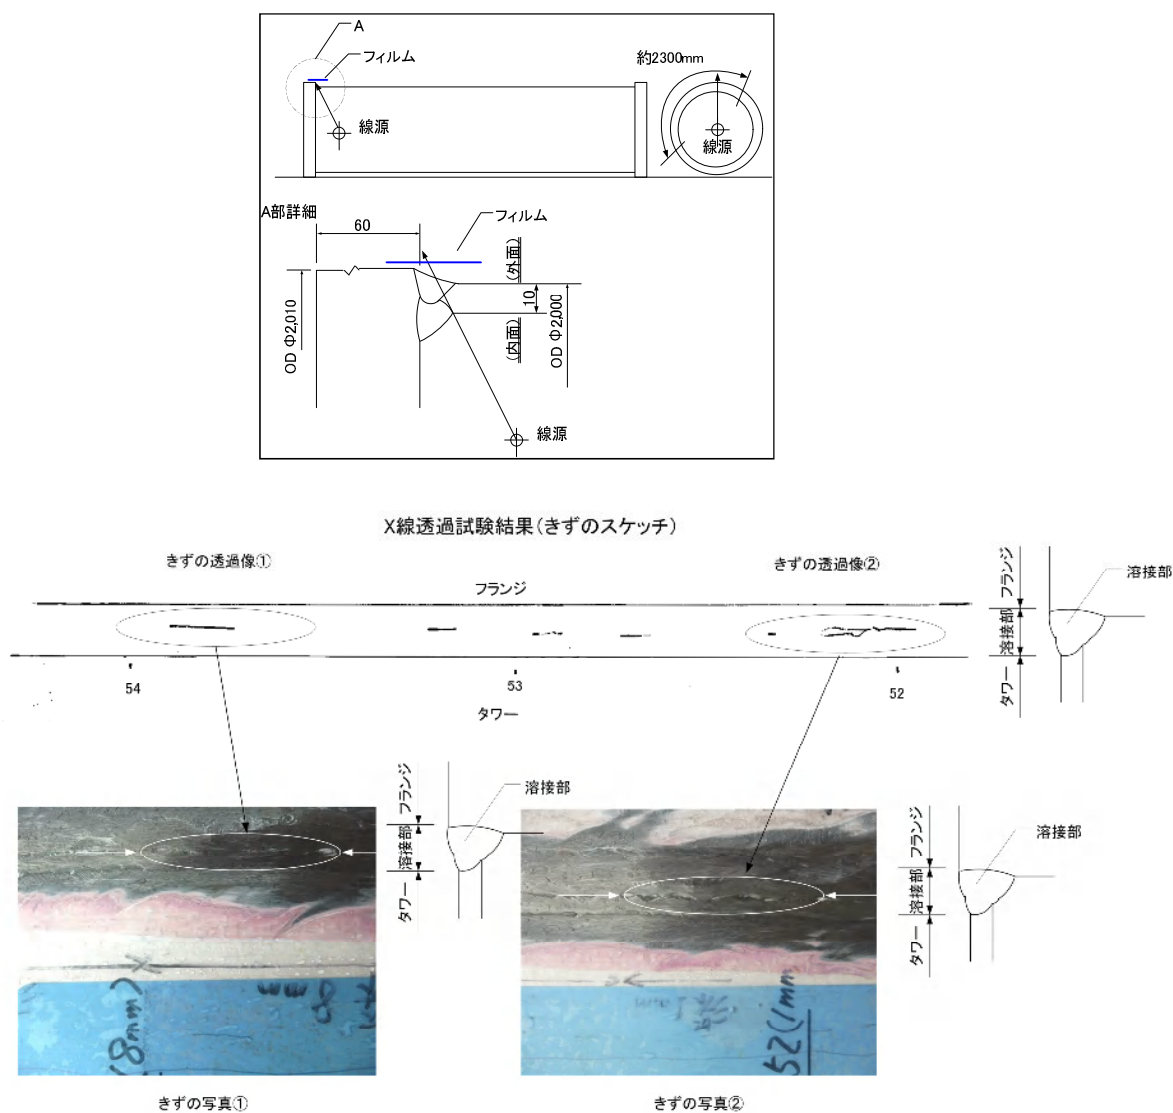 A
フィルム
約2300mm
線源
線源
A部詳細
60
フィルム
(外面)
10
(内面)
OD Φ2,010
OD Φ2,000
線源
X線透過試験結果(きずのスケッチ)
きずの透過像①
きずの透過像②
フランジ
フランジ
溶接部
溶接部
タワー
54
53
52
タワー
フランジ
溶接部
溶接部
タワー
フランジ
溶接部
溶接部
タワー
(8mm)
8mm
52(1mm
きずの写真①
きずの写真②